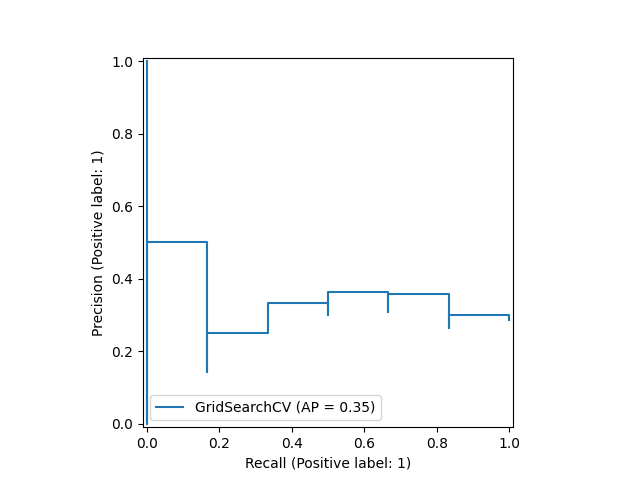 1.0
0.8
0.6
0.4
0.2
0.0
Precision (Positive label: 1)
GridSearchCV (AP = 0.35)
0.0 0.2 0.4 0.6 0.8 1.0
Recall (Positive label: 1)